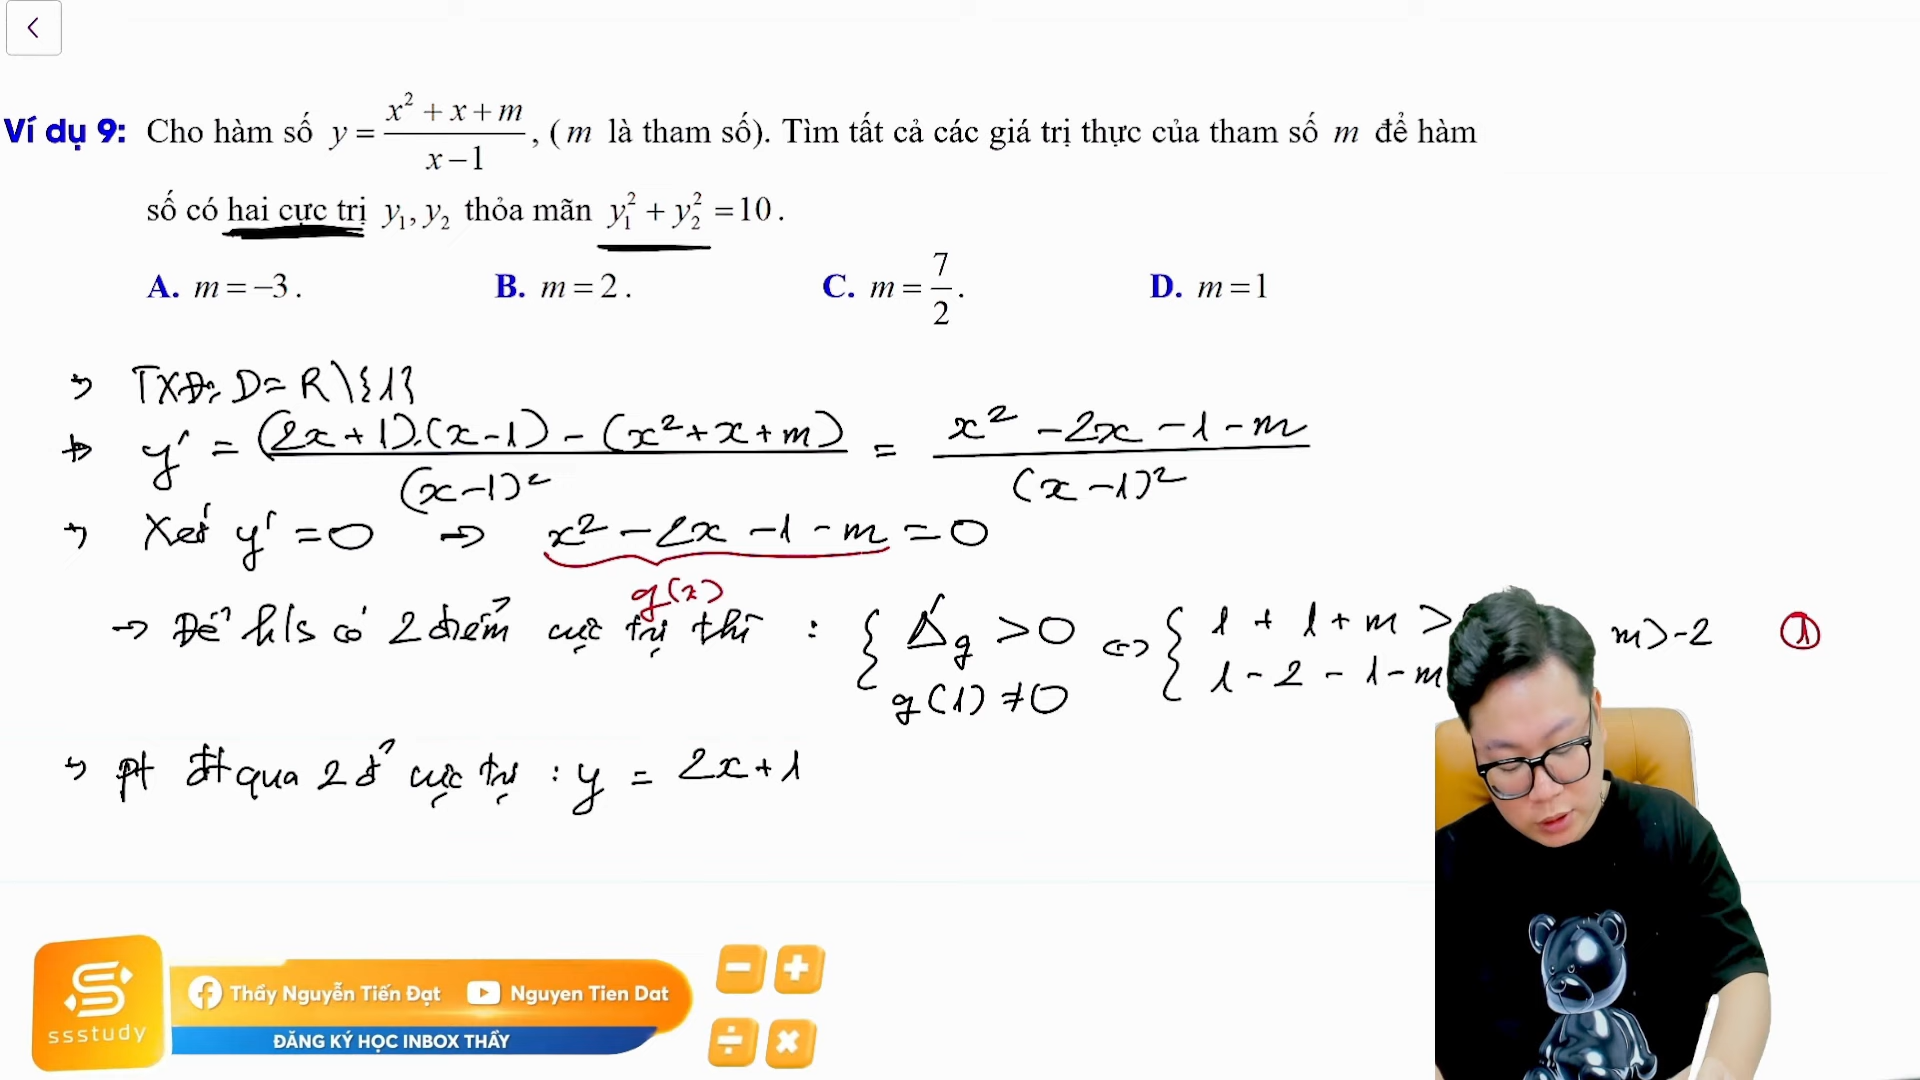 Ví dụ 9: Cho hàm số y = (x² + x + m)/(x − 1), ( m là tham số). Tìm tất cả các giá trị thực của tham số m để hàm
số có hai cực trị y₁, y₂ thỏa mãn y₁² + y₂² = 10.
A. m = −3. B. m = 2. C. m = 7/2. D. m = 1
TXĐ: D = R\{1}
y' = ((2x + 1).(x − 1) − (x² + x + m))/(x − 1)² = (x² − 2x − 1 − m)/(x − 1)²
Xét y' = 0 → x² − 2x − 1 − m = 0
g(x)
→ Để h/s có 2 điểm cực trị thì : { Δ'g > 0 ⇔ { 1 + 1 + m > m > −2 ①
g(1) ≠ 0 1 − 2 − 1 − m
pt đt qua 2 đ' cực trị : y = 2x + 1
ssstudy
Thầy Nguyễn Tiến Đạt Nguyen Tien Dat
ĐĂNG KÝ HỌC INBOX THẦY